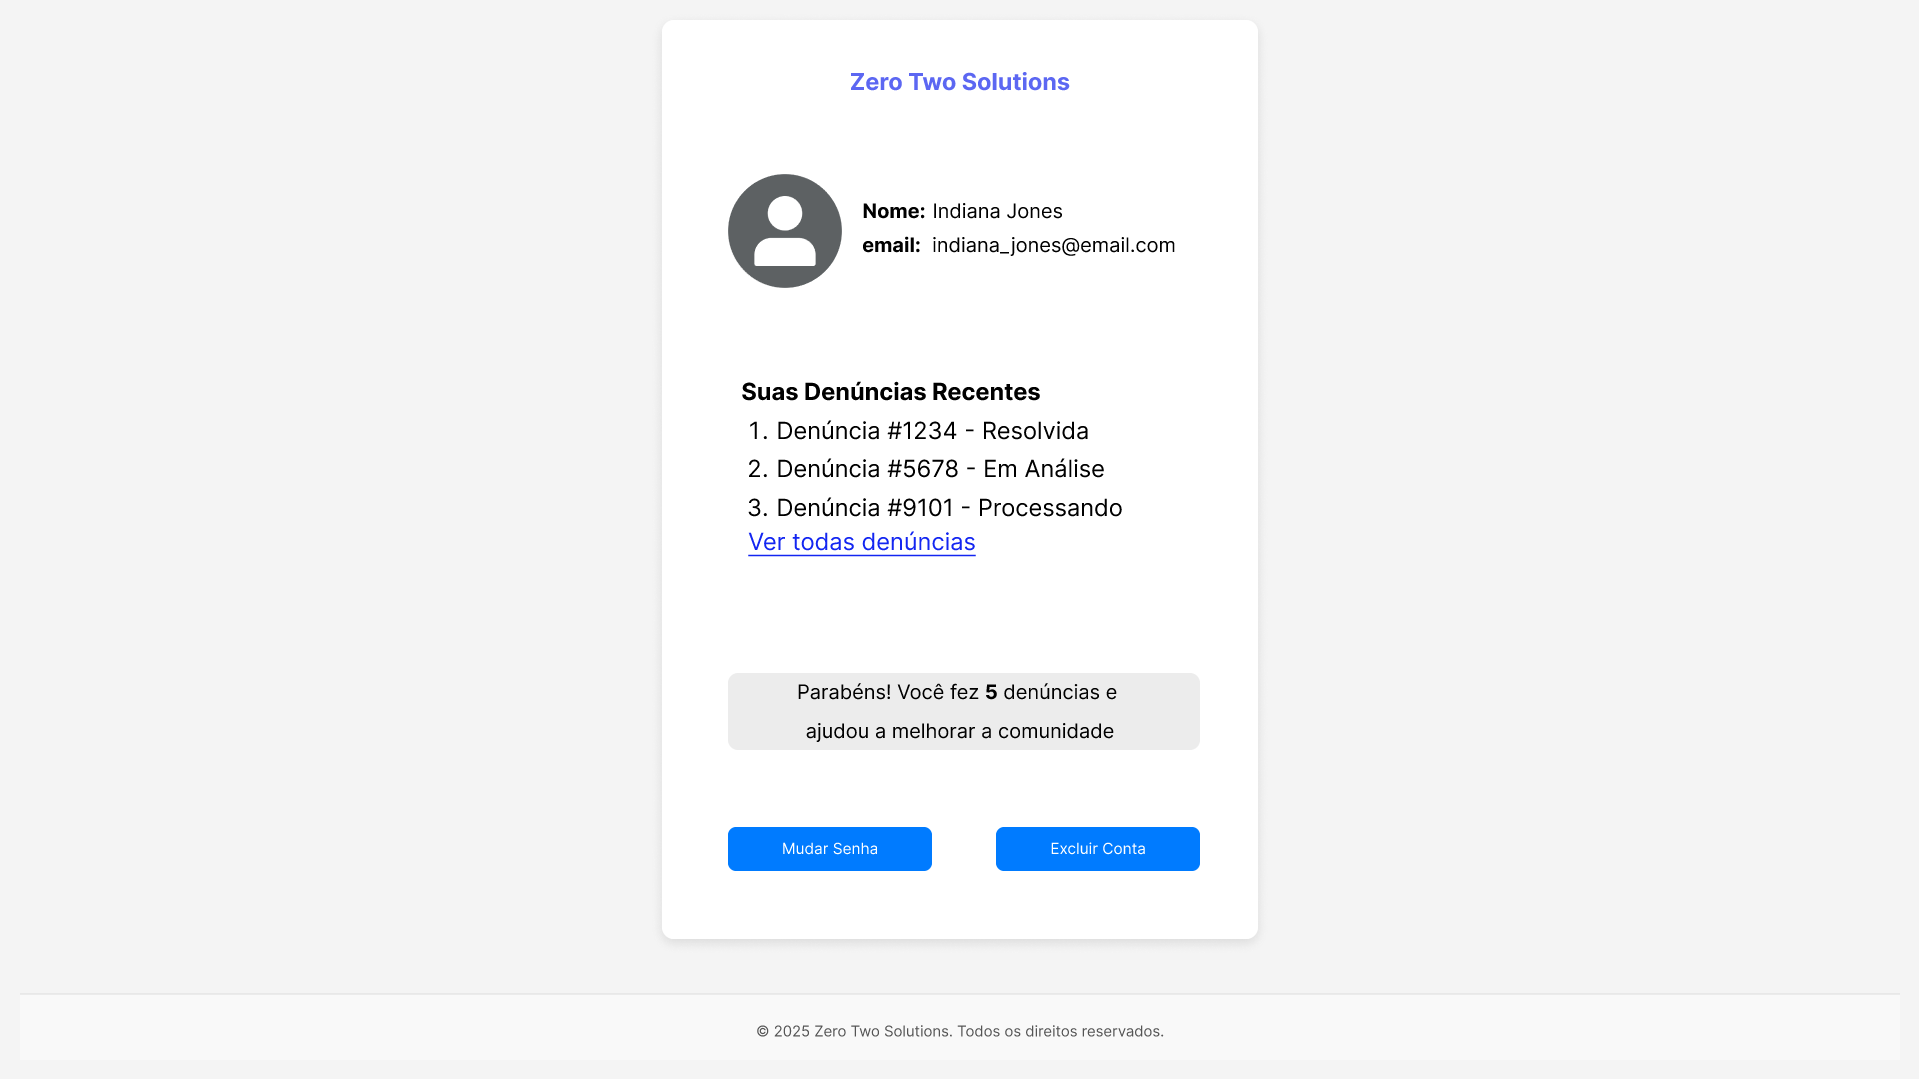 Zero Two Solutions
Nome: Indiana Jones
email: indiana_jones@email.com
Suas Denúncias Recentes
1. Denúncia #1234 - Resolvida
2. Denúncia #5678 - Em Análise
3. Denúncia #9101 - Processando
Ver todas denúncias
Parabéns! Você fez 5 denúncias e
ajudou a melhorar a comunidade
Mudar Senha
Excluir Conta
© 2025 Zero Two Solutions. Todos os direitos reservados.